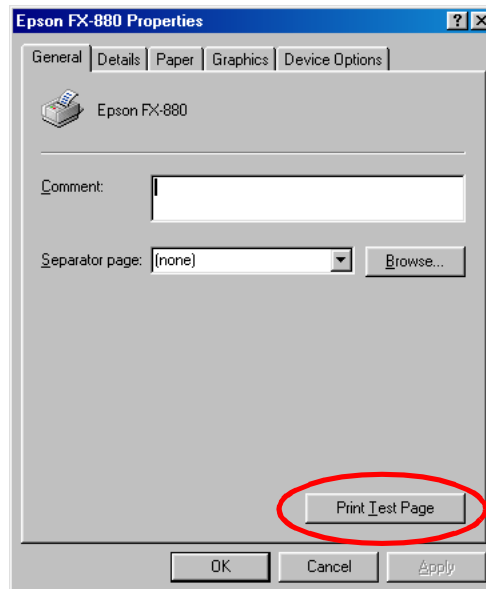 Epson FX-880 Properties
General Details Paper Graphics Device Options
Epson FX-880
Comment:
Separator page: (none) Browse...
Print Test Page
OK Cancel Apply